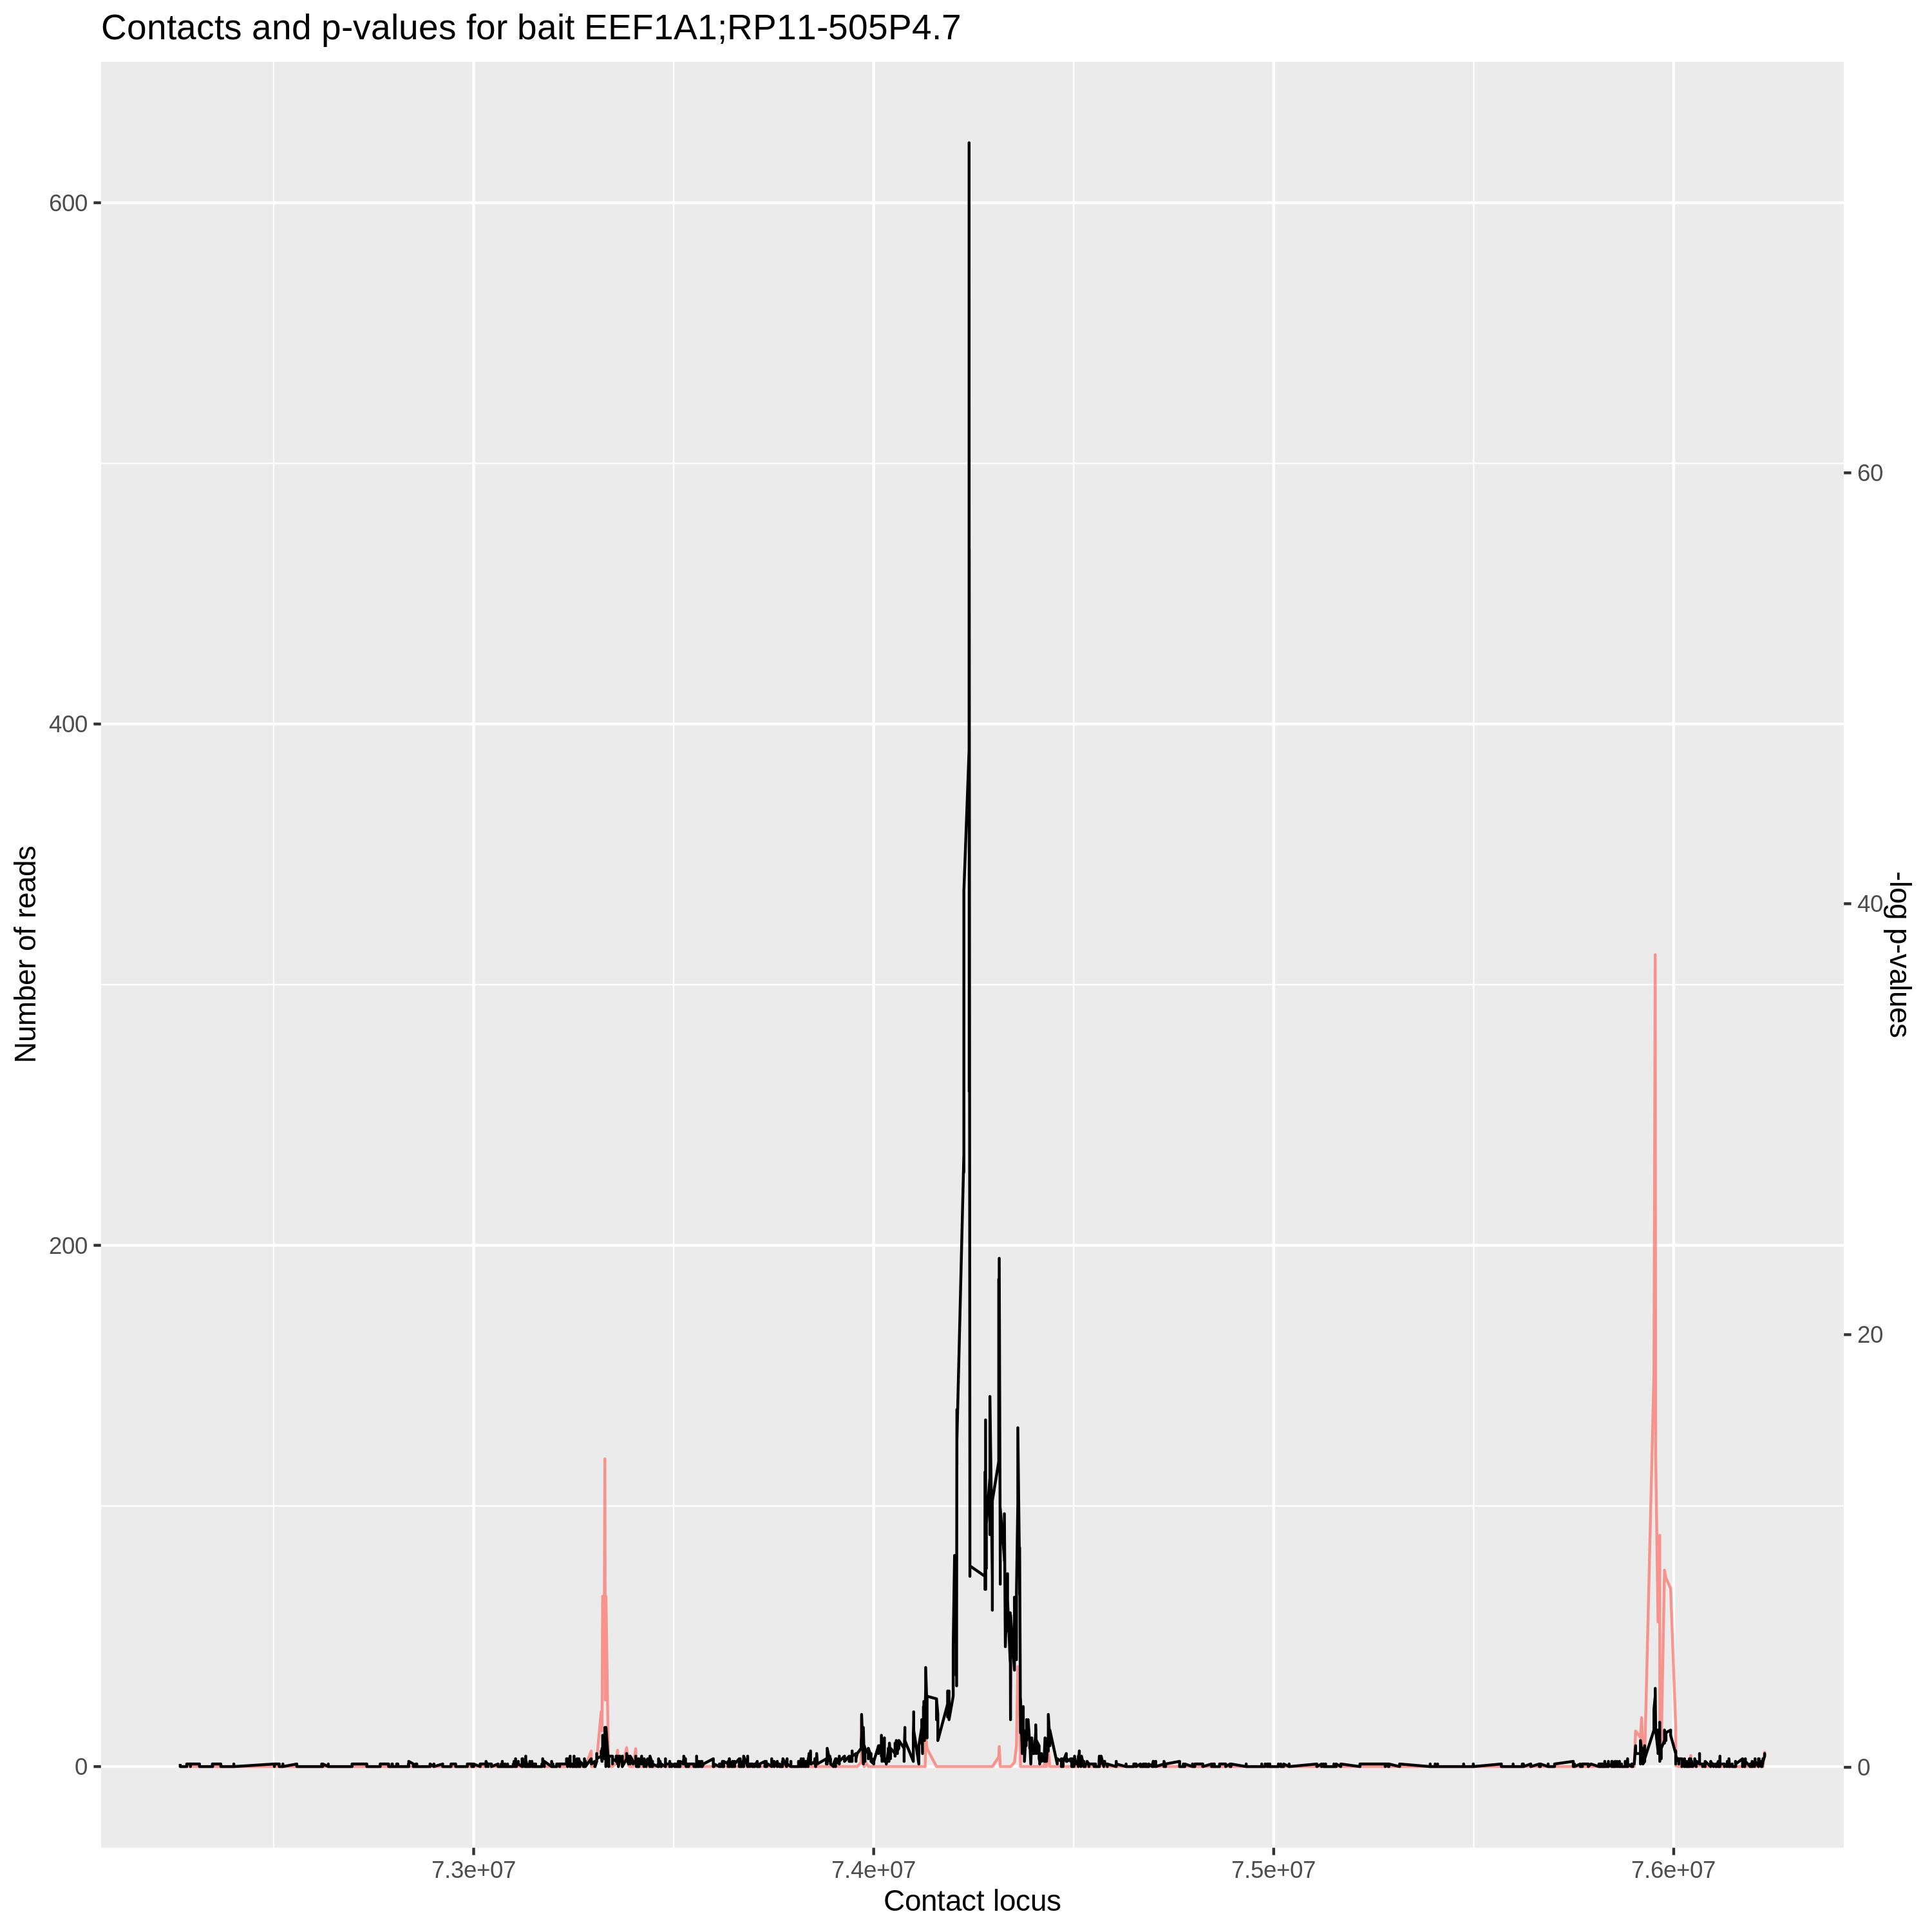 Contacts and p-values for bait EEF1A1;RP11-505P4.7
600
400
200
0
Number of reads
60
40
20
0
-log p-values
7.3e+07 7.4e+07 7.5e+07 7.6e+07
Contact locus